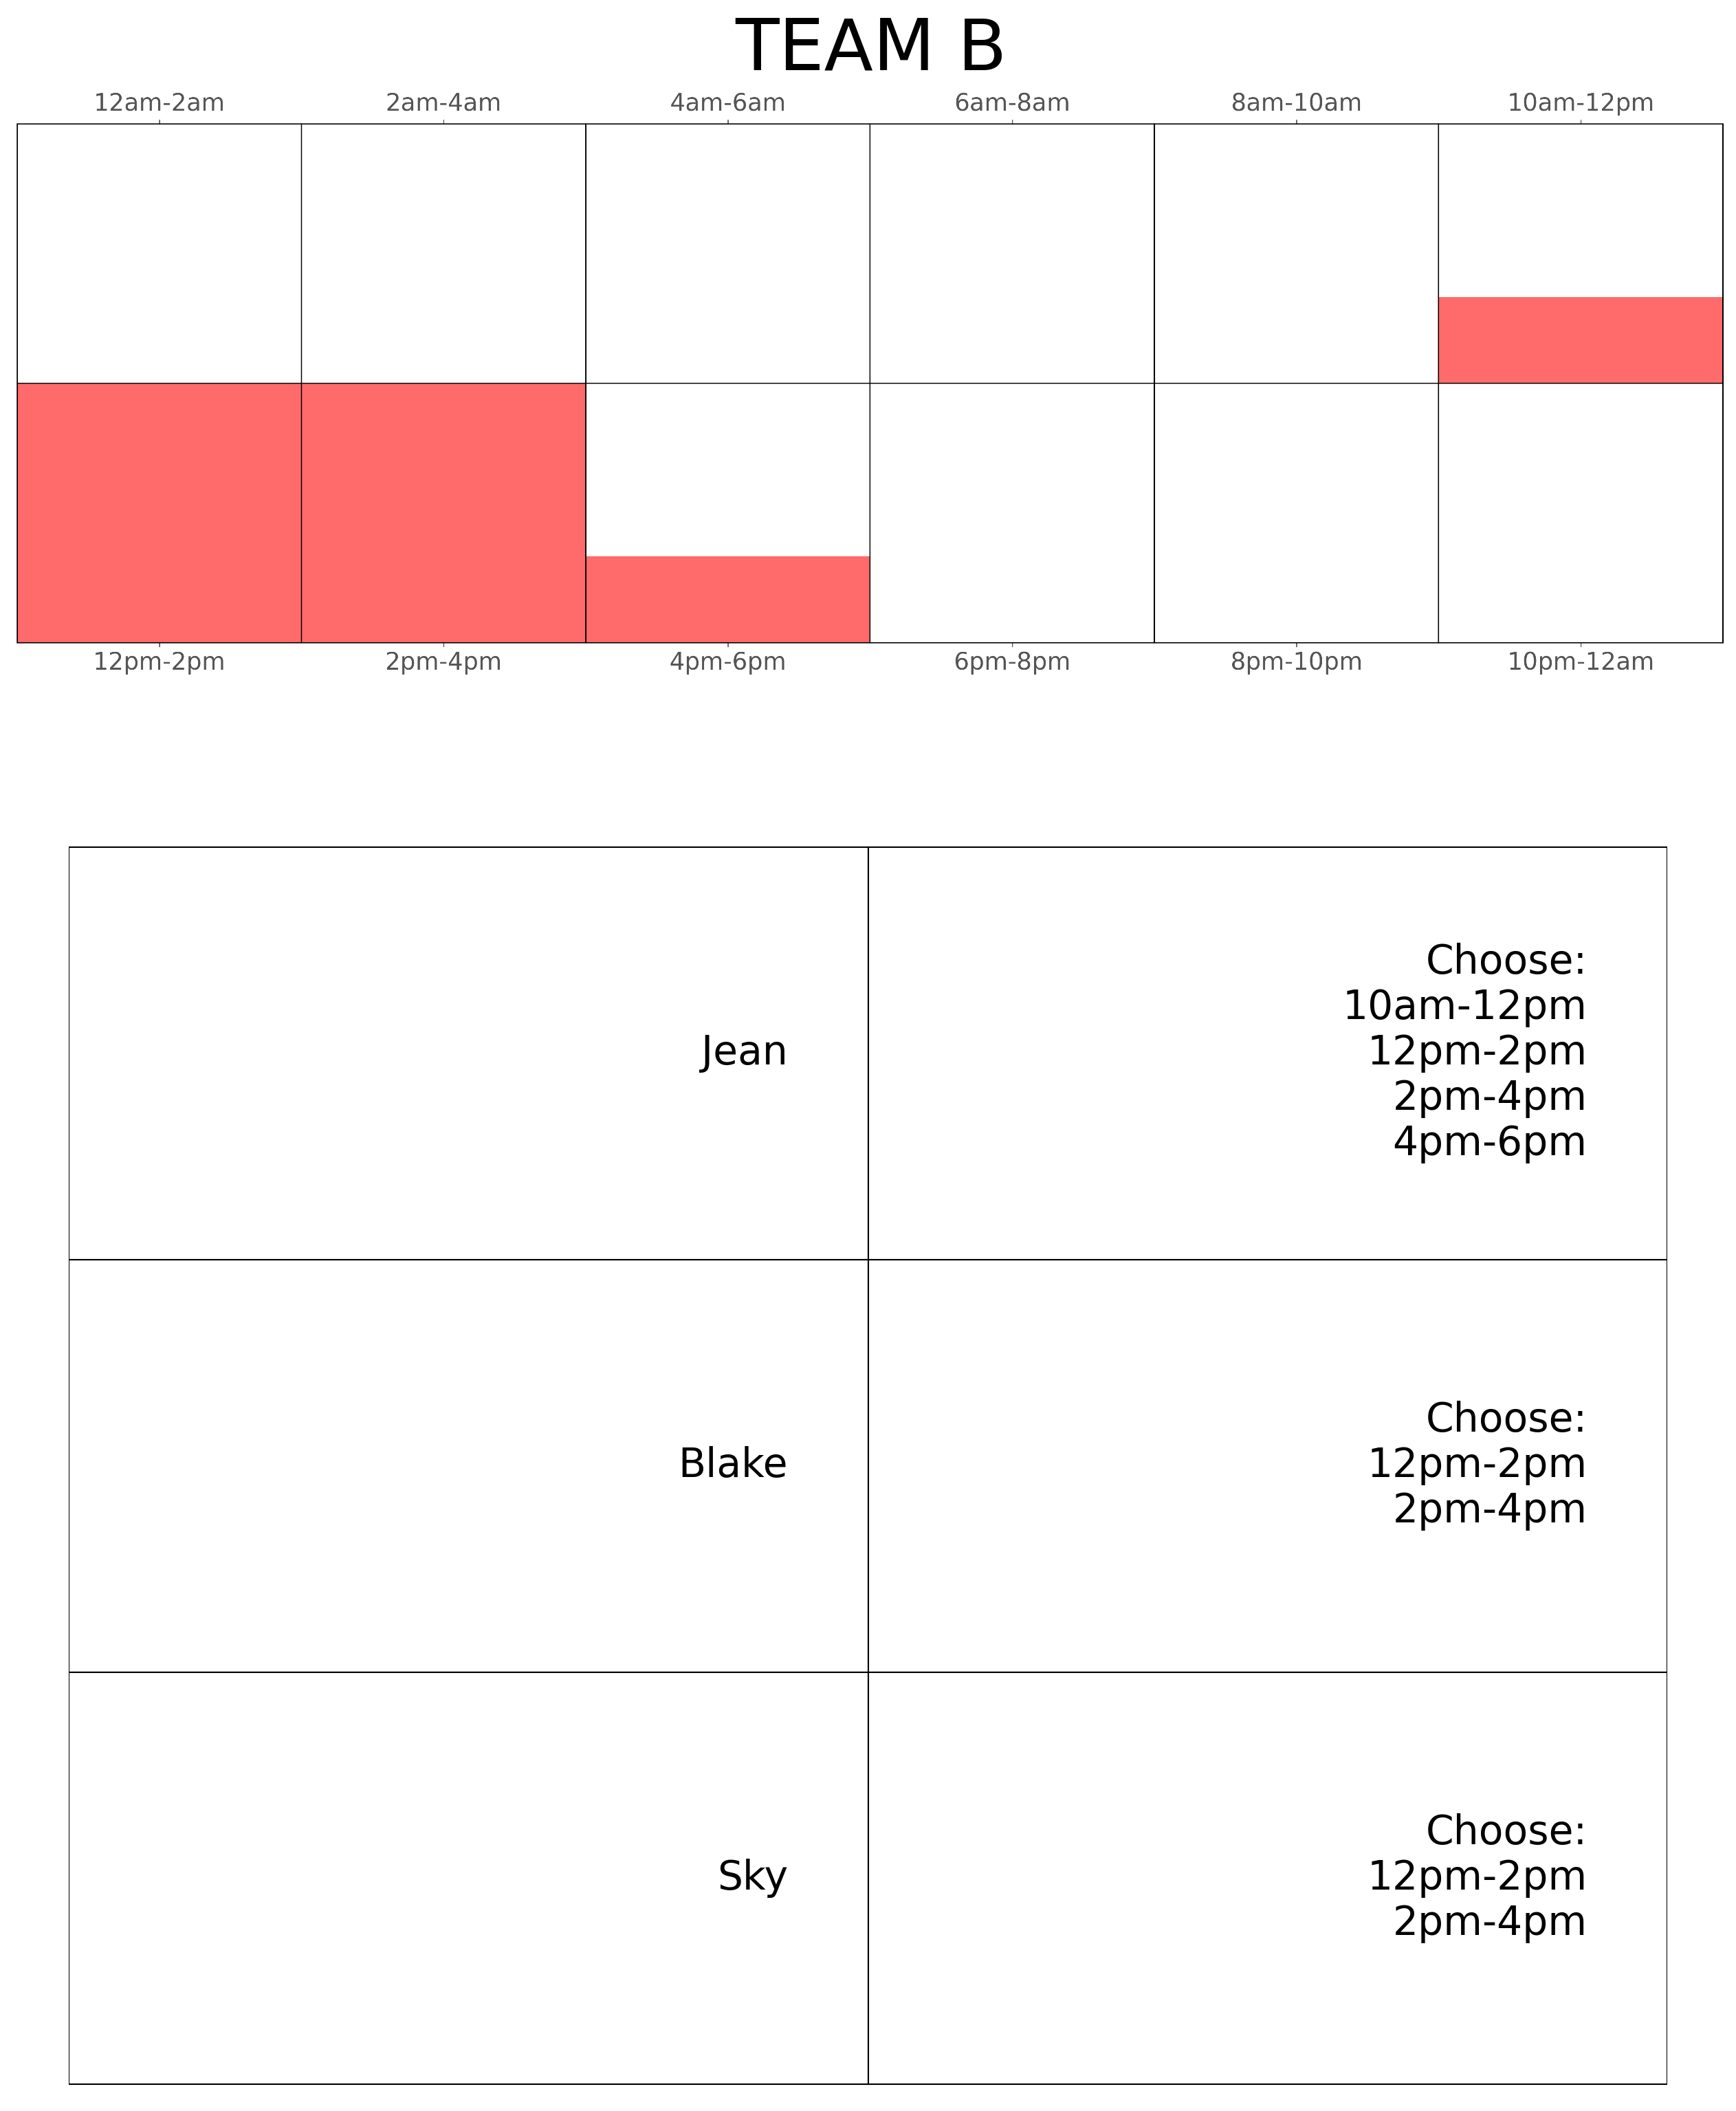 TEAM B
12am-2am 2am-4am 4am-6am 6am-8am 8am-10am 10am-12pm
12pm-2pm 2pm-4pm 4pm-6pm 6pm-8pm 8pm-10pm 10pm-12am
Jean
Choose:
10am-12pm
12pm-2pm
2pm-4pm
4pm-6pm
Blake
Choose:
12pm-2pm
2pm-4pm
Sky
Choose:
12pm-2pm
2pm-4pm